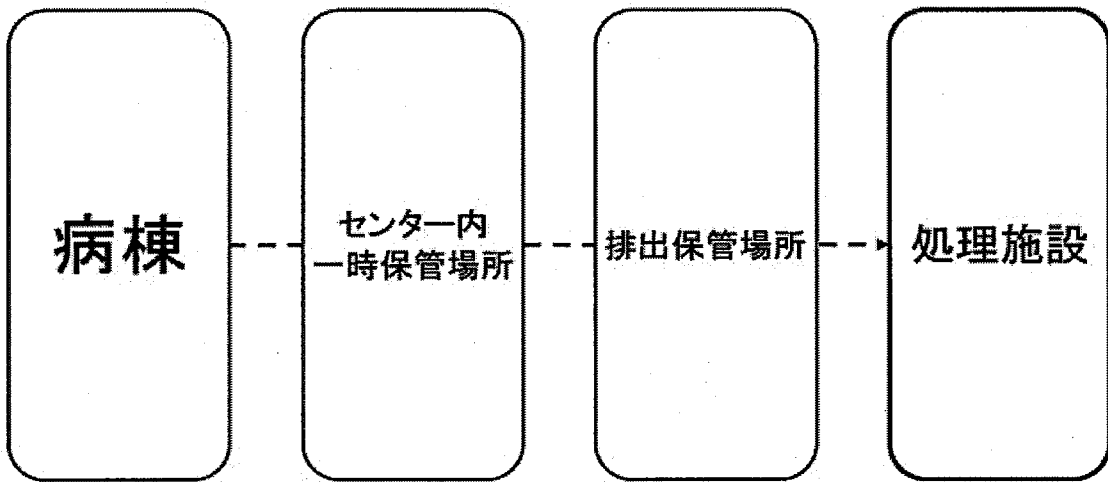 病棟
センター内
一時保管場所
排出保管場所
処理施設